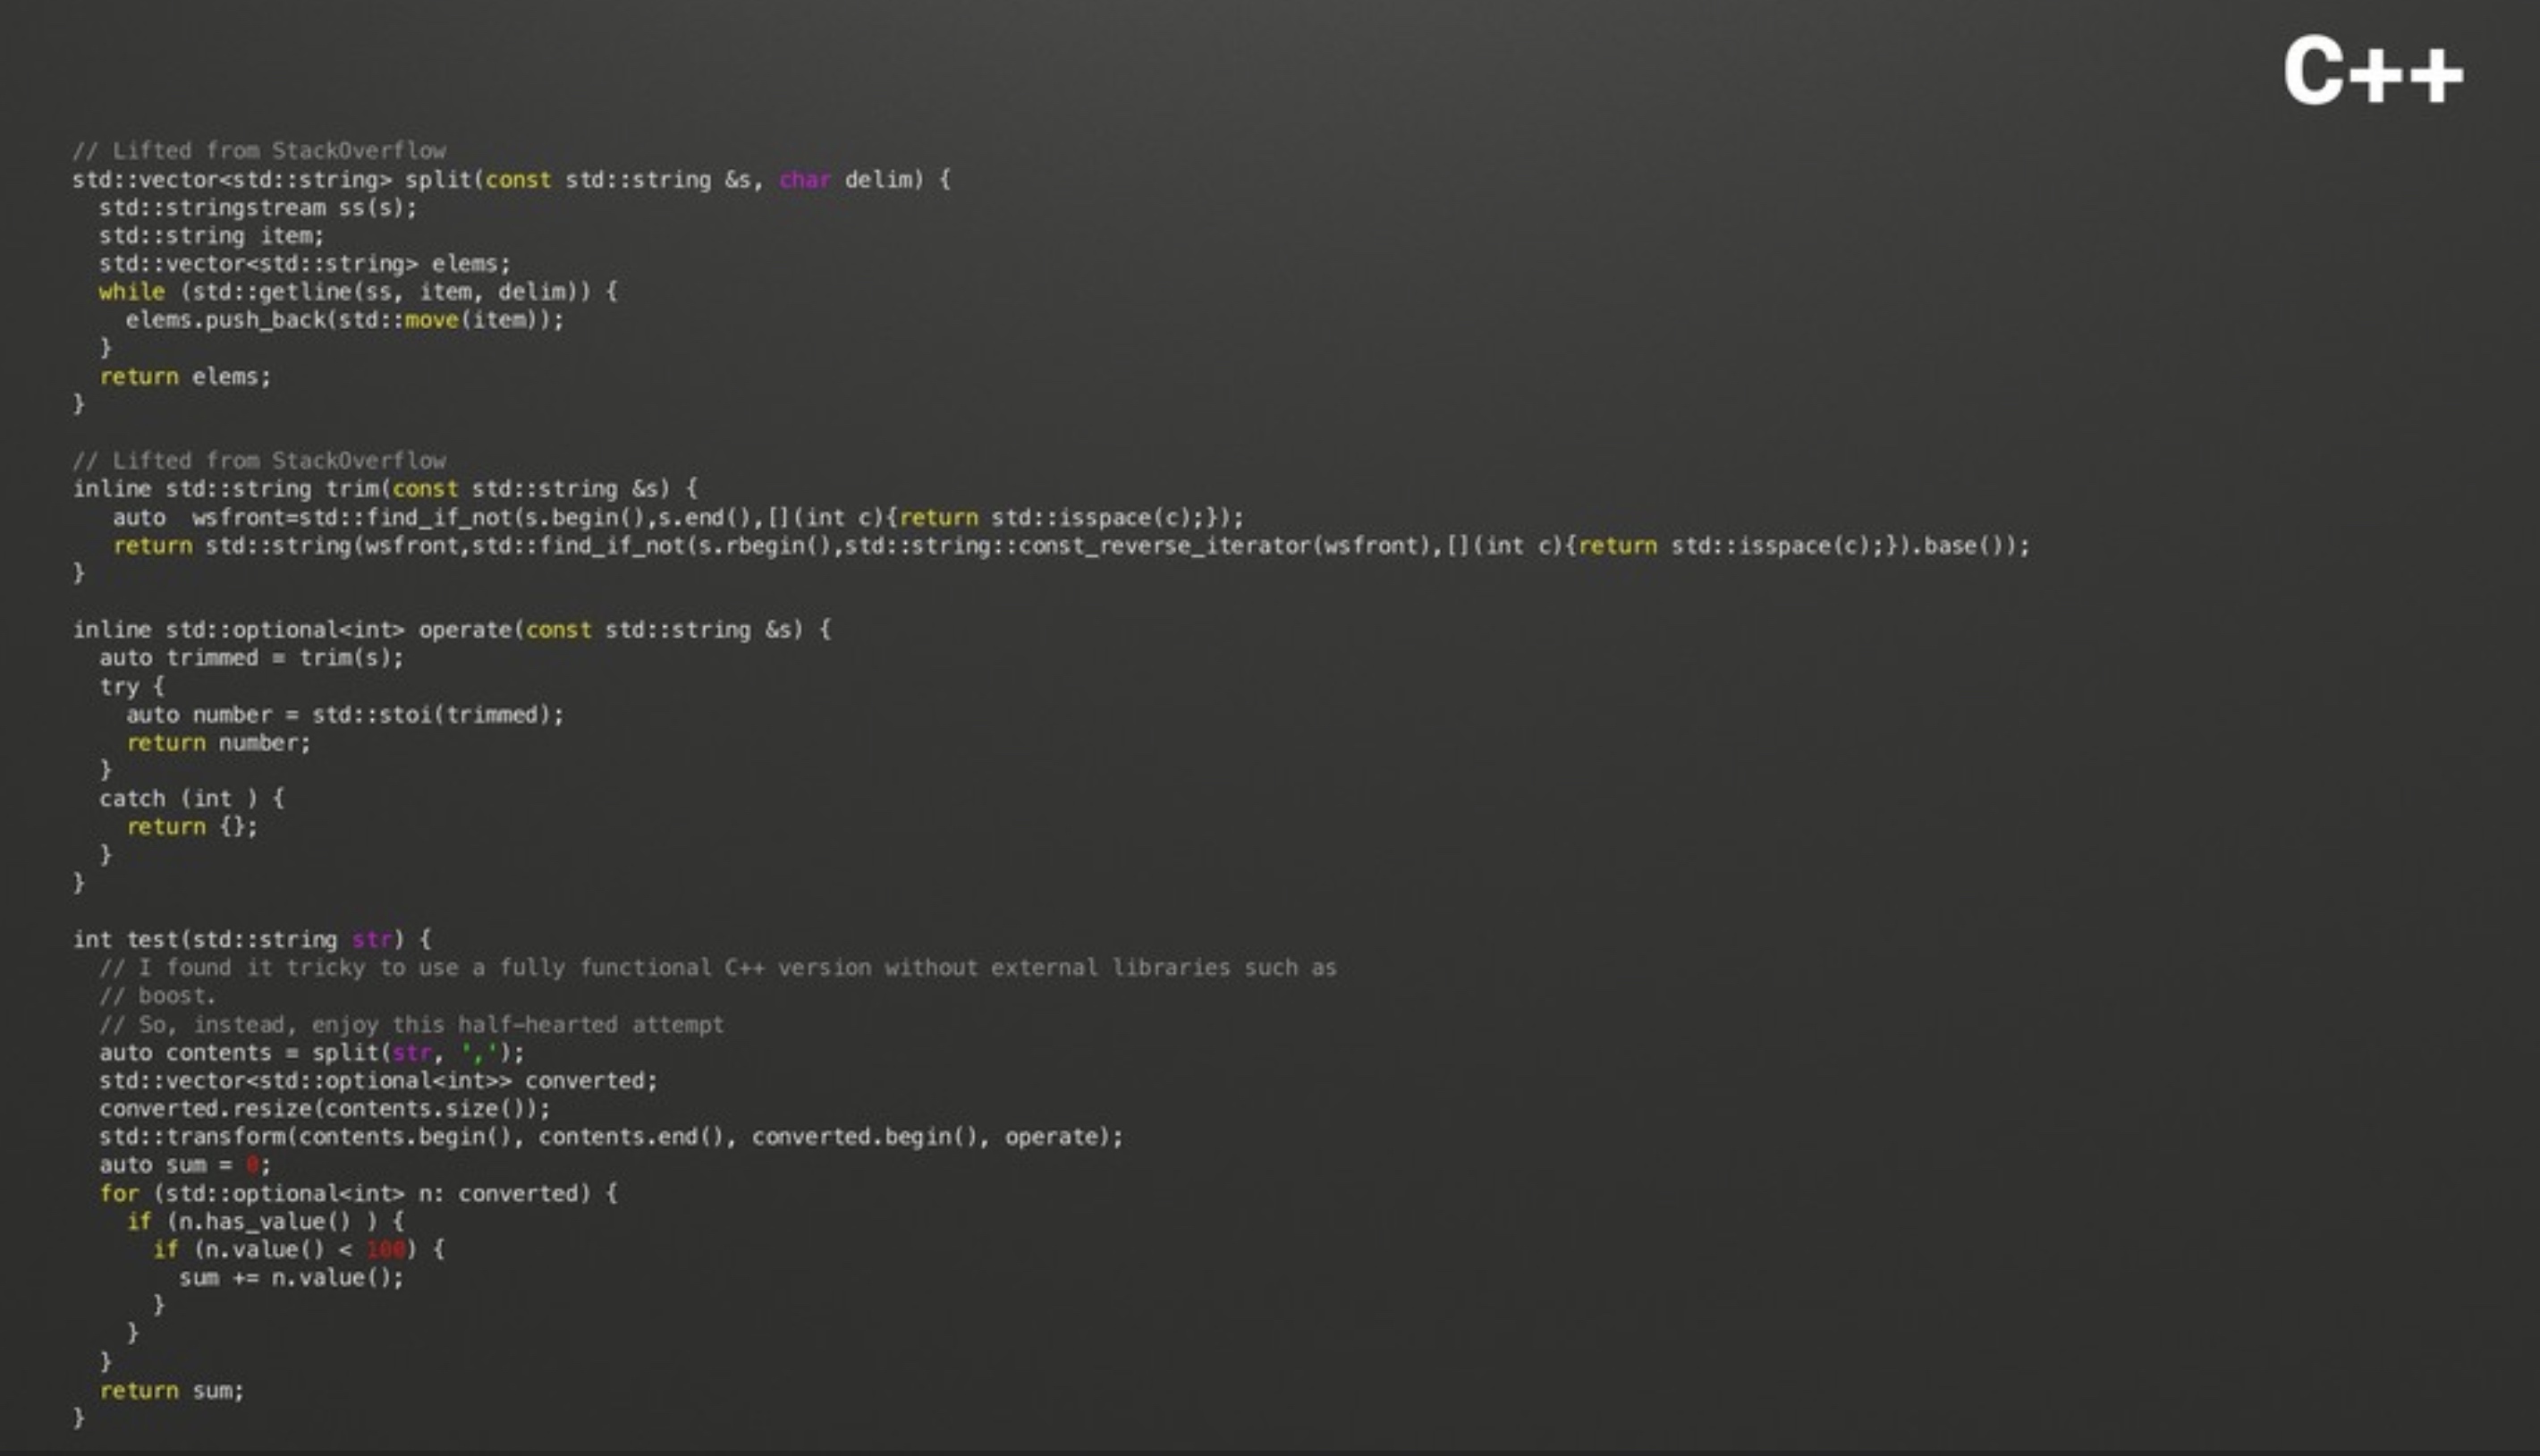 C++
// Lifted from StackOverflow
std::vector<std::string> split(const std::string &s, char delim) {
  std::stringstream ss(s);
  std::string item;
  std::vector<std::string> elems;
  while (std::getline(ss, item, delim)) {
    elems.push_back(std::move(item));
  }
  return elems;
}

// Lifted from StackOverflow
inline std::string trim(const std::string &s) {
   auto  wsfront=std::find_if_not(s.begin(),s.end(),[](int c){return std::isspace(c);});
   return std::string(wsfront,std::find_if_not(s.rbegin(),std::string::const_reverse_iterator(wsfront),[](int c){return std::isspace(c);}).base());
}

inline std::optional<int> operate(const std::string &s) {
  auto trimmed = trim(s);
  try {
    auto number = std::stoi(trimmed);
    return number;
  }
  catch (int ) {
    return {};
  }
}

int test(std::string str) {
  // I found it tricky to use a fully functional C++ version without external libraries such as
  // boost.
  // So, instead, enjoy this half-hearted attempt
  auto contents = split(str, ',');
  std::vector<std::optional<int>> converted;
  converted.resize(contents.size());
  std::transform(contents.begin(), contents.end(), converted.begin(), operate);
  auto sum = 0;
  for (std::optional<int> n: converted) {
    if (n.has_value() ) {
      if (n.value() < 100) {
        sum += n.value();
      }
    }
  }
  return sum;
}